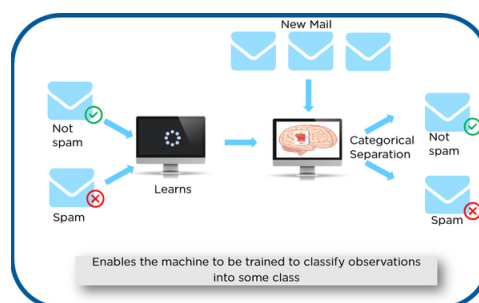 New Mail
Not
spam
Spam
Learns
Categorical
Separation
Not
spam
Spam
Enables the machine to be trained to classify observations
into some class